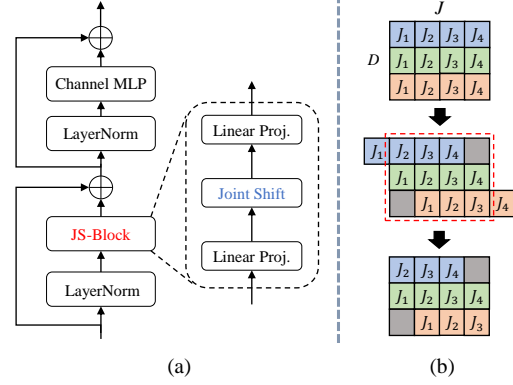 Channel MLP
LayerNorm
JS-Block
LayerNorm
Linear Proj.
Joint Shift
Linear Proj.
(a)
J
D
J₁ J₂ J₃ J₄
J₁ J₂ J₃ J₄
J₁ J₂ J₃ J₄
J₁ J₂ J₃ J₄
J₁ J₂ J₃ J₄
J₁ J₂ J₃ J₄
J₂ J₃ J₄
J₁ J₂ J₃ J₄
J₁ J₂ J₃
(b)